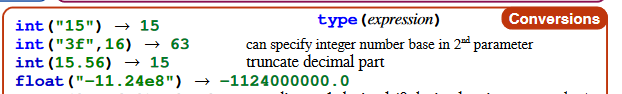 type(expression) Conversions
int("15") → 15
int("3f",16) → 63 can specify integer number base in 2nd parameter
int(15.56) → 15 truncate decimal part
float("-11.24e8") → -1124000000.0